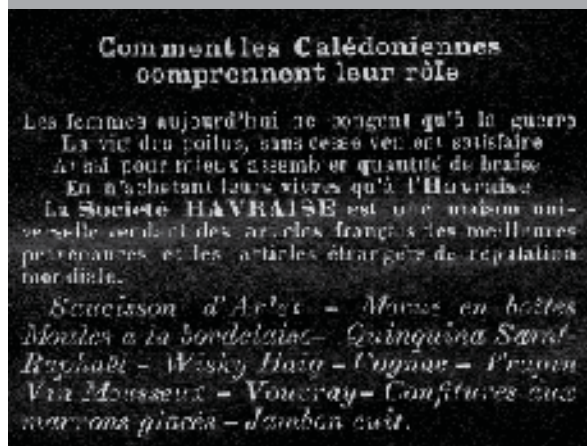 Comment les Calédoniennes
comprennent leur rôle
Les femmes aujourd'hui ne songent qu'à la guerre
La vie des poilus, sans cesse veulent satisfaire
Aussi pour mieux assembler quantité de braise
En n'achetant leurs vivres qu'à l'Havraise
La Société HAVRAISE est une maison uni-
verselle vendant des articles français des meilleures
provenances et les articles étrangers de réputation
mondiale.
Saucisson d'Arles – Morue en boîtes
Moules a la bordelaise – Quinquina Saint-
Raphaël – Wisky Haig – Cognac – Frapin
Vin Mousseux – Vouvray – Confitures aux
marrons glacés – Jambon cuit.